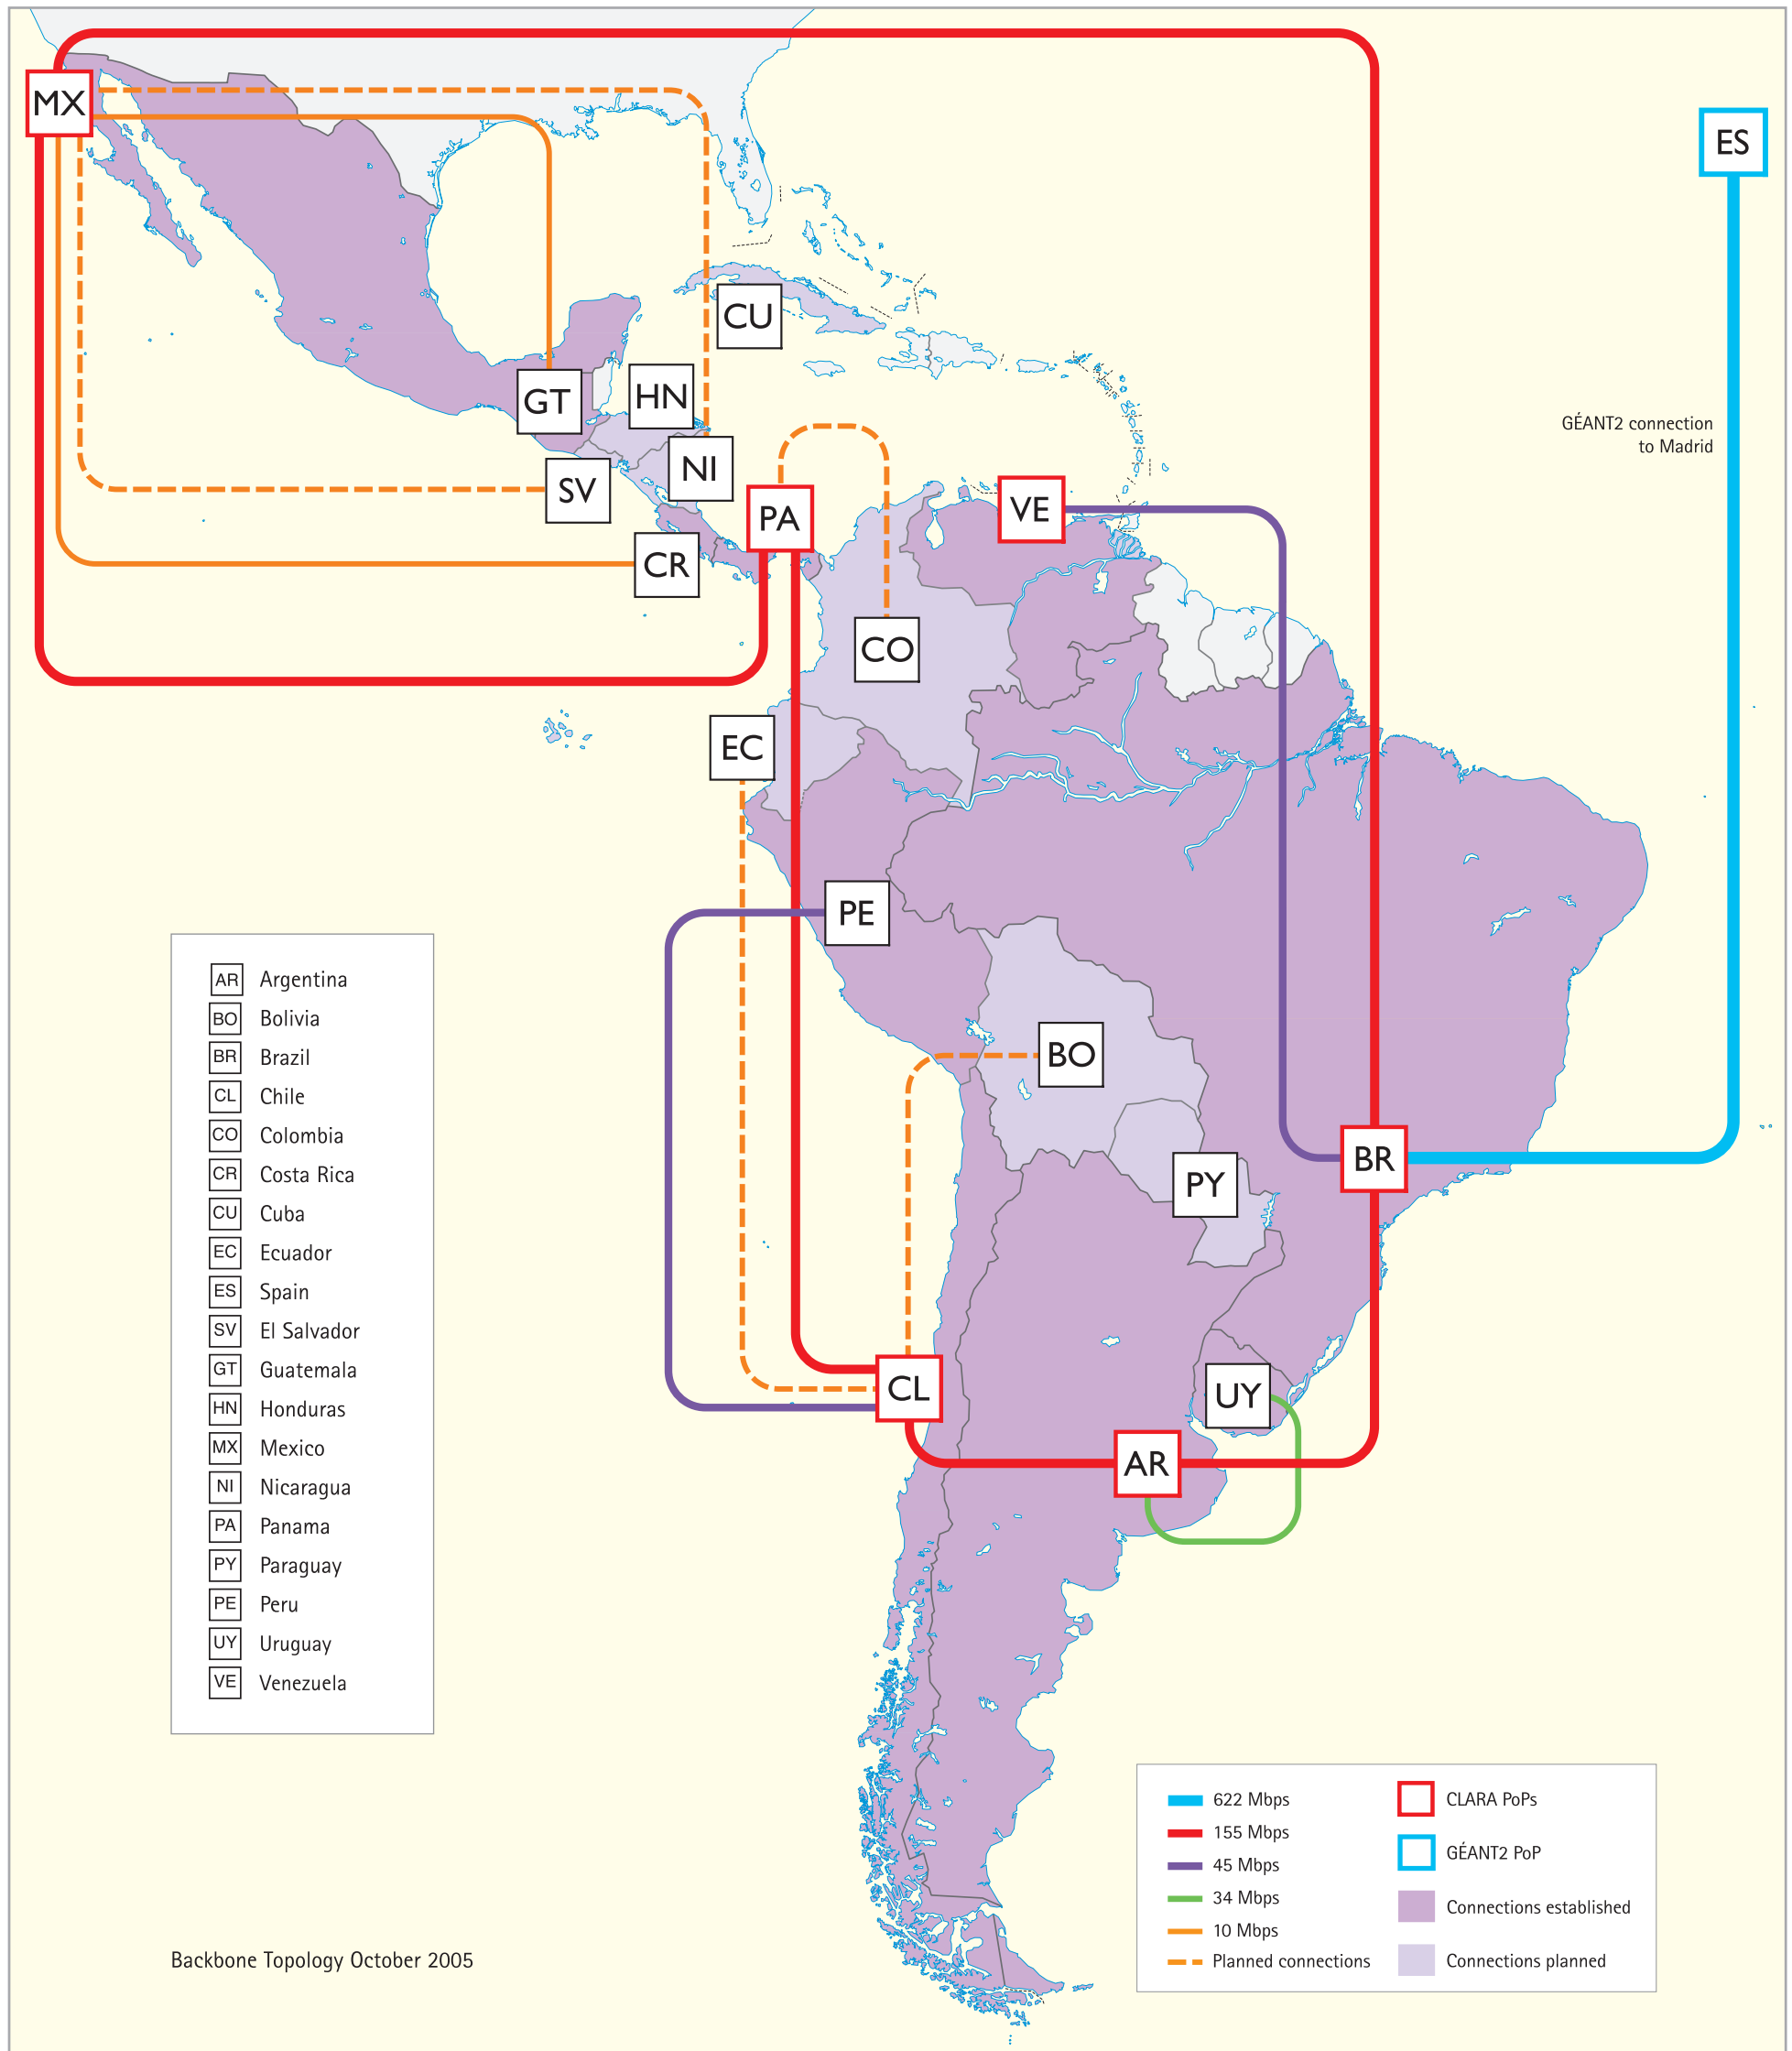 MX
ES
CU
GÉANT2 connection
to Madrid
GT
HN
NI
SV
PA
VE
CR
CO
EC
PE
BO
BR
PY
CL
UY
AR
AR Argentina
BO Bolivia
BR Brazil
CL Chile
CO Colombia
CR Costa Rica
CU Cuba
EC Ecuador
ES Spain
SV El Salvador
GT Guatemala
HN Honduras
MX Mexico
NI Nicaragua
PA Panama
PY Paraguay
PE Peru
UY Uruguay
VE Venezuela
622 Mbps
155 Mbps
45 Mbps
34 Mbps
10 Mbps
Planned connections
CLARA PoPs
GÉANT2 PoP
Connections established
Connections planned
Backbone Topology October 2005